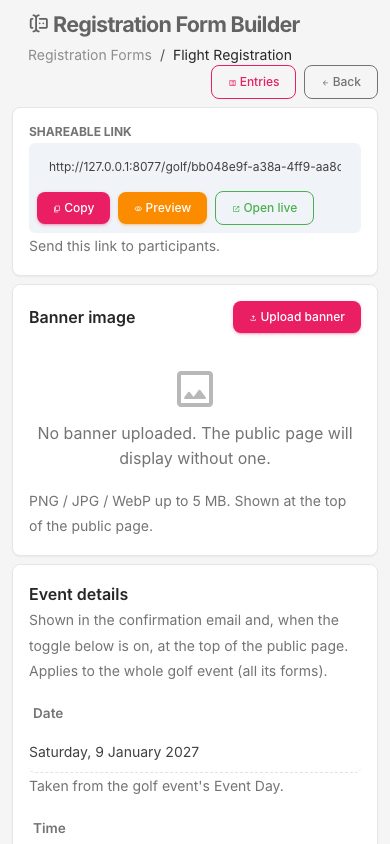 Registration Form Builder
Registration Forms / Flight Registration
Entries
Back
SHAREABLE LINK
http://127.0.0.1:8077/golf/bb048e9f-a38a-4ff9-aa8c
Copy
Preview
Open live
Send this link to participants.
Banner image
Upload banner
No banner uploaded. The public page will
display without one.
PNG / JPG / WebP up to 5 MB. Shown at the top
of the public page.
Event details
Shown in the confirmation email and, when the
toggle below is on, at the top of the public page.
Applies to the whole golf event (all its forms).
Date
Saturday, 9 January 2027
Taken from the golf event's Event Day.
Time